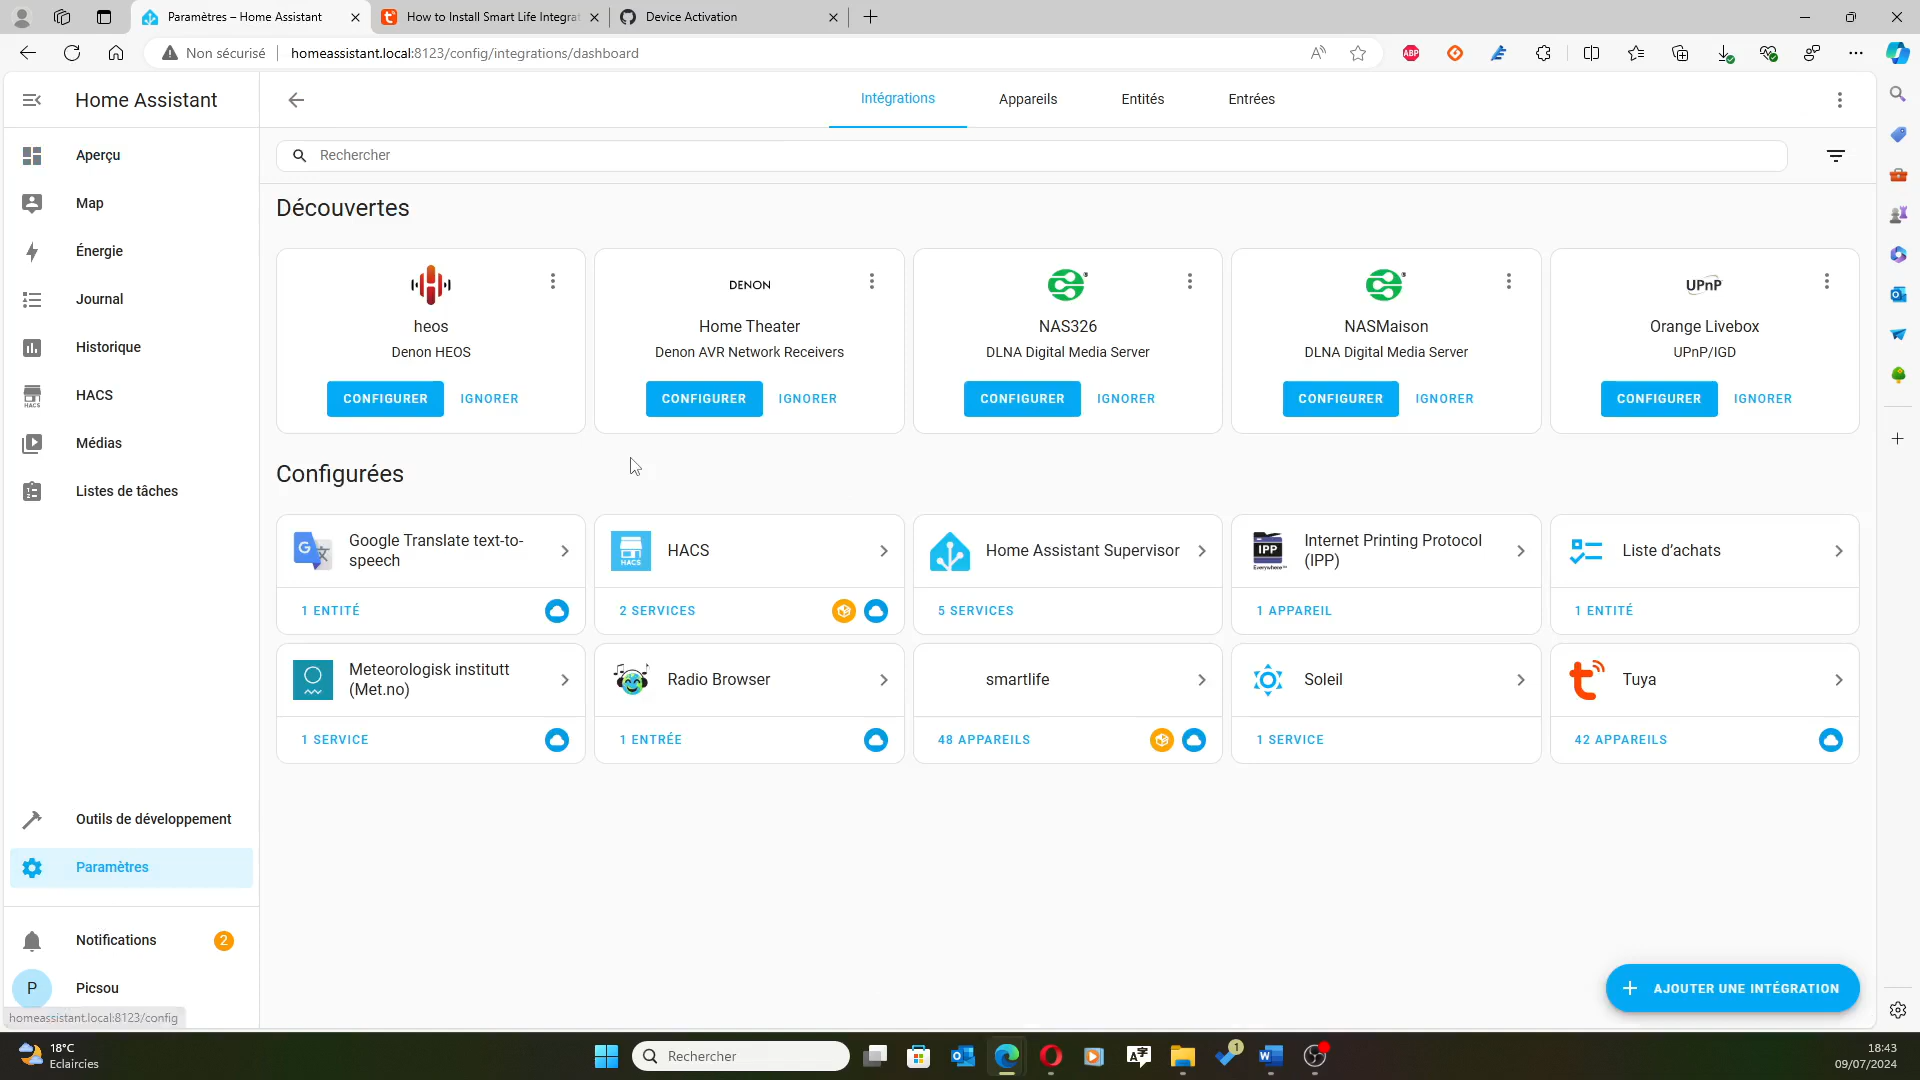 Paramètres – Home Assistant
How to Install Smart Life Integra
Device Activation
Non sécurisé
homeassistant.local:8123/config/integrations/dashboard
ABP
Home Assistant
Intégrations
Appareils
Entités
Entrées
Aperçu
Map
Énergie
Journal
Historique
HACS
HACS
Médias
Listes de tâches
Outils de développement
Paramètres
Notifications
2
P
Picsou
homeassistant.local:8123/config
Rechercher
Découvertes
heos
Denon HEOS
CONFIGURER
IGNORER
DENON
Home Theater
Denon AVR Network Receivers
CONFIGURER
IGNORER
NAS326
DLNA Digital Media Server
CONFIGURER
IGNORER
NASMaison
DLNA Digital Media Server
CONFIGURER
IGNORER
UPnP
Orange Livebox
UPnP/IGD
CONFIGURER
IGNORER
Configurées
Google Translate text-to-
speech
1 ENTITÉ
HACS
HACS
2 SERVICES
Home Assistant Supervisor
5 SERVICES
IPP
Internet Printing Protocol
(IPP)
1 APPAREIL
Liste d’achats
1 ENTITÉ
Meteorologisk institutt
(Met.no)
1 SERVICE
Radio Browser
1 ENTRÉE
smartlife
48 APPAREILS
Soleil
1 SERVICE
Tuya
42 APPAREILS
AJOUTER UNE INTÉGRATION
18°C
Eclaircies
Rechercher
1
18:43
09/07/2024